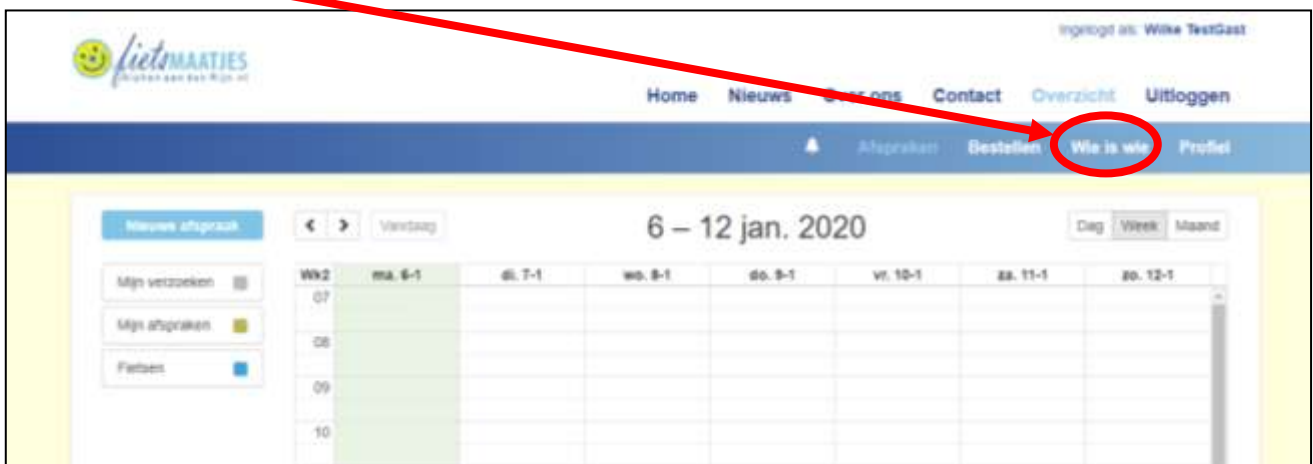 Ingelogd als: Wilke TestGast
fietsMAATJES
Home Nieuws Over ons Contact Overzicht Uitloggen
Afspraken Bestellen Wie is wie Profiel
Nieuwe afspraak
Vandaag
6 – 12 jan. 2020
Dag Week Maand
Mijn verzoeken
Mijn afspraken
Fietsen
Wk2 ma. 6-1 di. 7-1 wo. 8-1 do. 9-1 vr. 10-1 za. 11-1 zo. 12-1
07
08
09
10